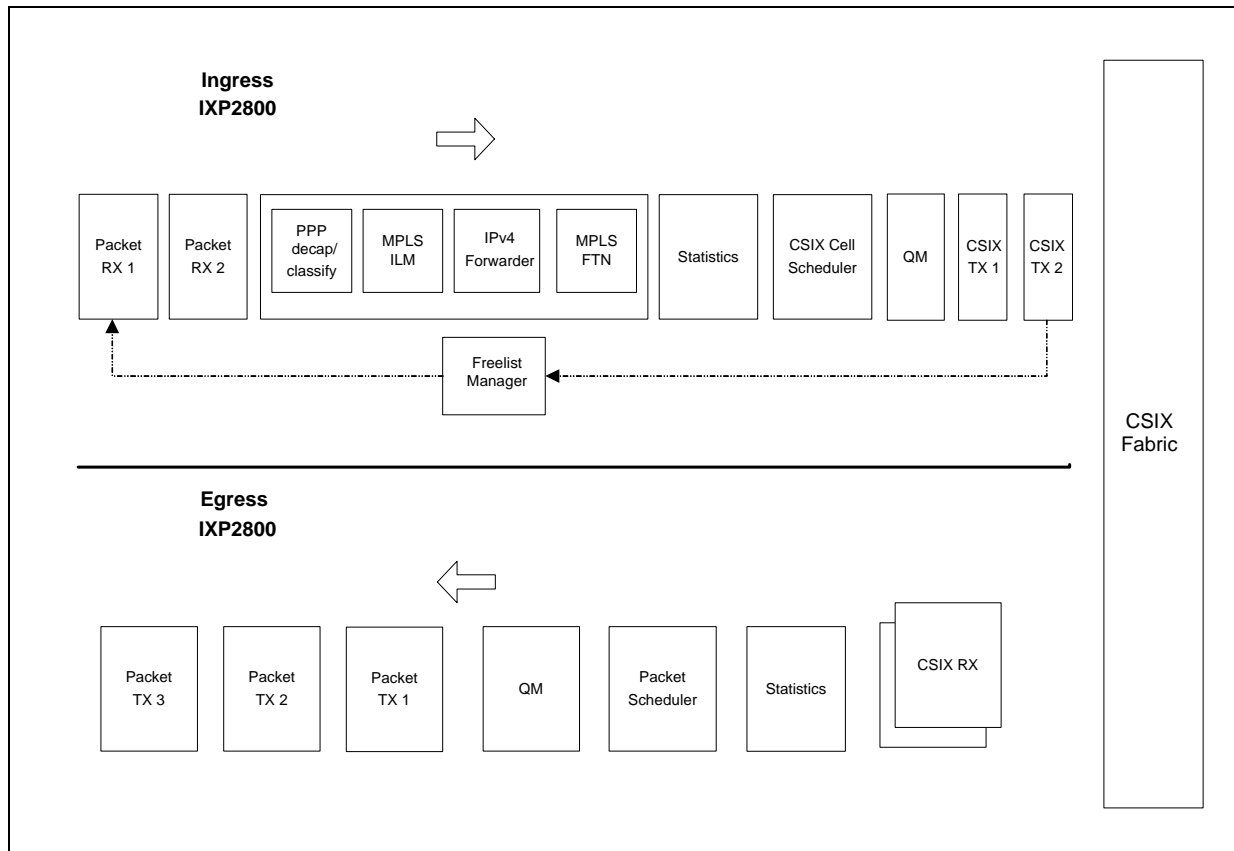 Ingress
IXP2800
Packet
RX 1
Packet
RX 2
PPP
decap/
classify
MPLS
ILM
IPv4
Forwarder
MPLS
FTN
Statistics
CSIX Cell
Scheduler
QM
CSIX
TX 1
CSIX
TX 2
Freelist
Manager
CSIX
Fabric
Egress
IXP2800
Packet
TX 3
Packet
TX 2
Packet
TX 1
QM
Packet
Scheduler
Statistics
CSIX RX